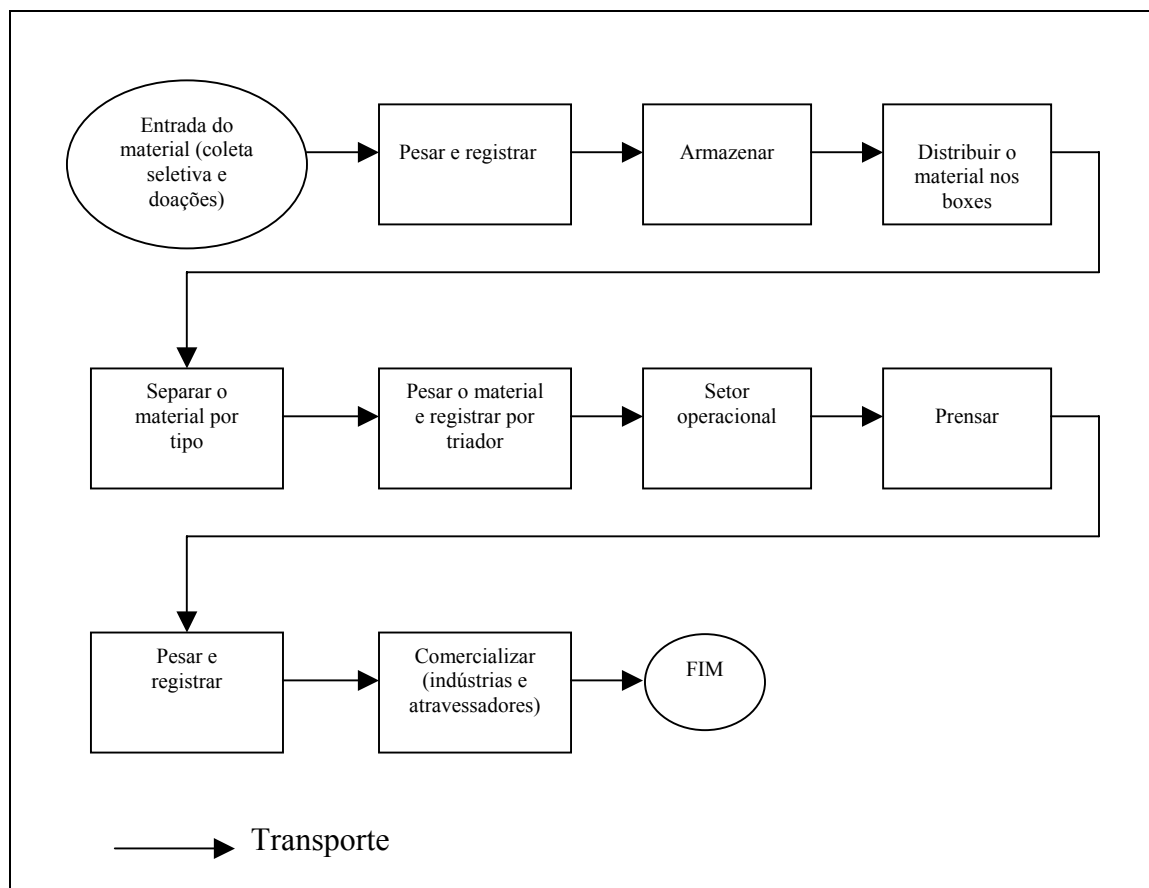 Entrada do
material (coleta
seletiva e
doações)
Pesar e registrar
Armazenar
Distribuir o
material nos
boxes
Separar o
material por
tipo
Pesar o material
e registrar por
triador
Setor
operacional
Prensar
Pesar e
registrar
Comercializar
(indústrias e
atravessadores)
FIM
Transporte